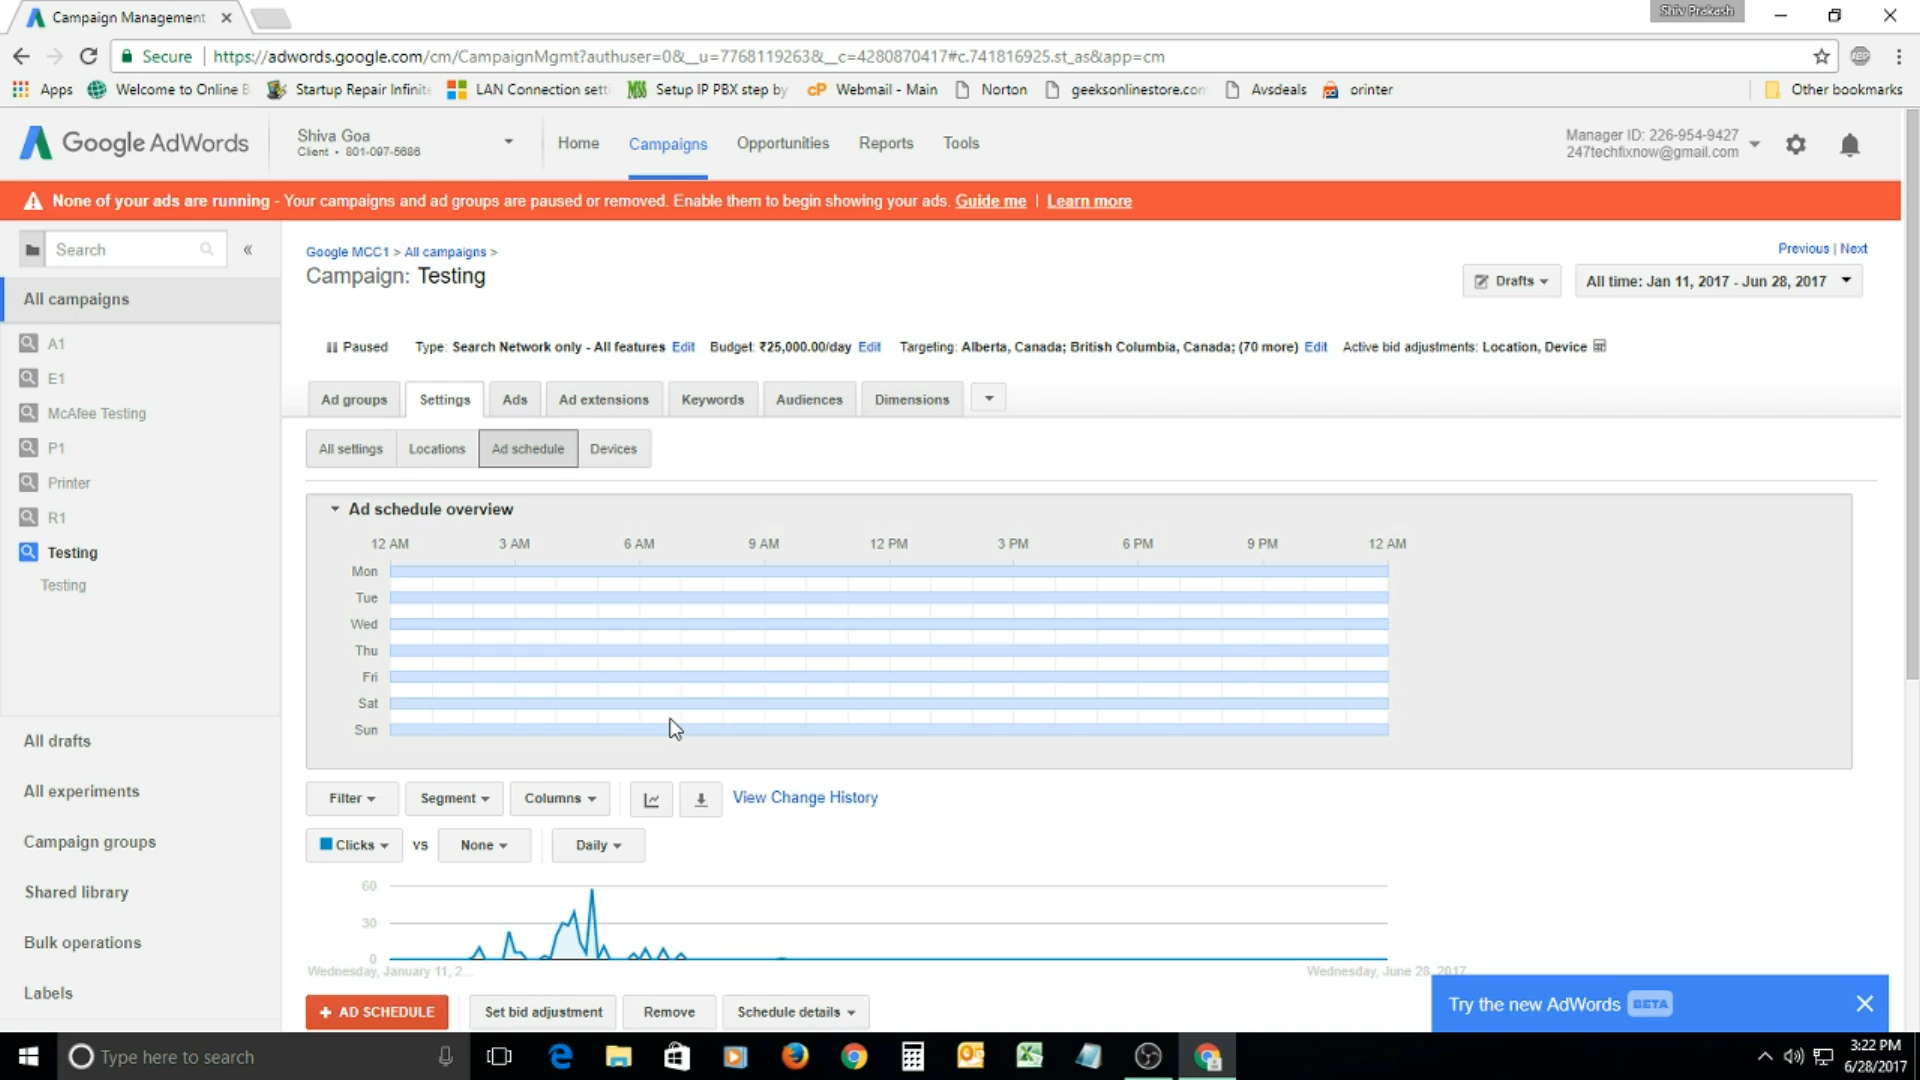 Campaign Management
Shiv Prakash
Secure
https://adwords.google.com/cm/CampaignMgmt?authuser=0&__u=7768119263&__c=4280870417#c.741816925.st_as&app=cm
Apps
Welcome to Online B
Startup Repair Infinite
LAN Connection setti
Setup IP PBX step by
cP Webmail - Main
Norton
geeksonlinestore.com
Avsdeals
orinter
Other bookmarks
Google AdWords
Shiva Goa
Client • 801-097-5686
Home
Campaigns
Opportunities
Reports
Tools
Manager ID: 226-954-9427
247techfixnow@gmail.com
None of your ads are running - Your campaigns and ad groups are paused or removed. Enable them to begin showing your ads. Guide me | Learn more
Search
«
All campaigns
A1
E1
McAfee Testing
P1
Printer
R1
Testing
Testing
All drafts
All experiments
Campaign groups
Shared library
Bulk operations
Labels
Google MCC1 > All campaigns >
Campaign: Testing
Previous | Next
Drafts
All time: Jan 11, 2017 - Jun 28, 2017
Paused
Type: Search Network only - All features Edit
Budget: ₹25,000.00/day Edit
Targeting: Alberta, Canada; British Columbia, Canada; (70 more) Edit
Active bid adjustments: Location, Device
Ad groups
Settings
Ads
Ad extensions
Keywords
Audiences
Dimensions
All settings
Locations
Ad schedule
Devices
Ad schedule overview
12 AM 3 AM 6 AM 9 AM 12 PM 3 PM 6 PM 9 PM 12 AM
Mon
Tue
Wed
Thu
Fri
Sat
Sun
Filter
Segment
Columns
View Change History
Clicks
vs
None
Daily
60
30
0
Wednesday, January 11, 2...
Wednesday, June 28, 2017
+ AD SCHEDULE
Set bid adjustment
Remove
Schedule details
Try the new AdWords BETA
Type here to search
3:22 PM
6/28/2017